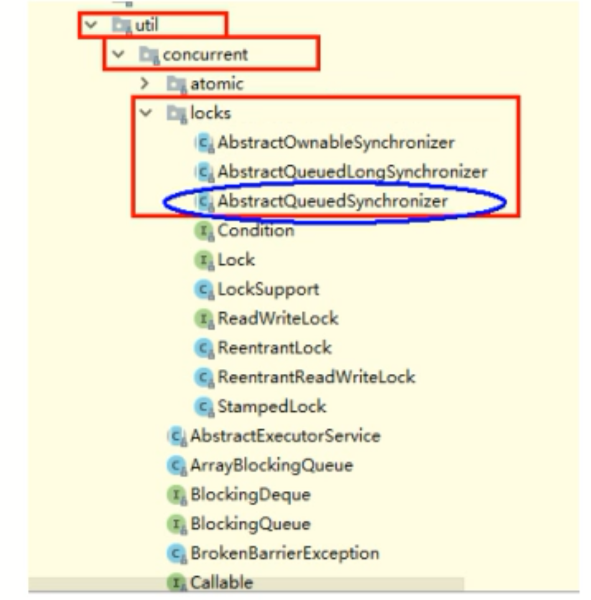 util
concurrent
atomic
locks
AbstractOwnableSynchronizer
AbstractQueuedLongSynchronizer
AbstractQueuedSynchronizer
Condition
Lock
LockSupport
ReadWriteLock
ReentrantLock
ReentrantReadWriteLock
StampedLock
AbstractExecutorService
ArrayBlockingQueue
BlockingDeque
BlockingQueue
BrokenBarrierException
Callable